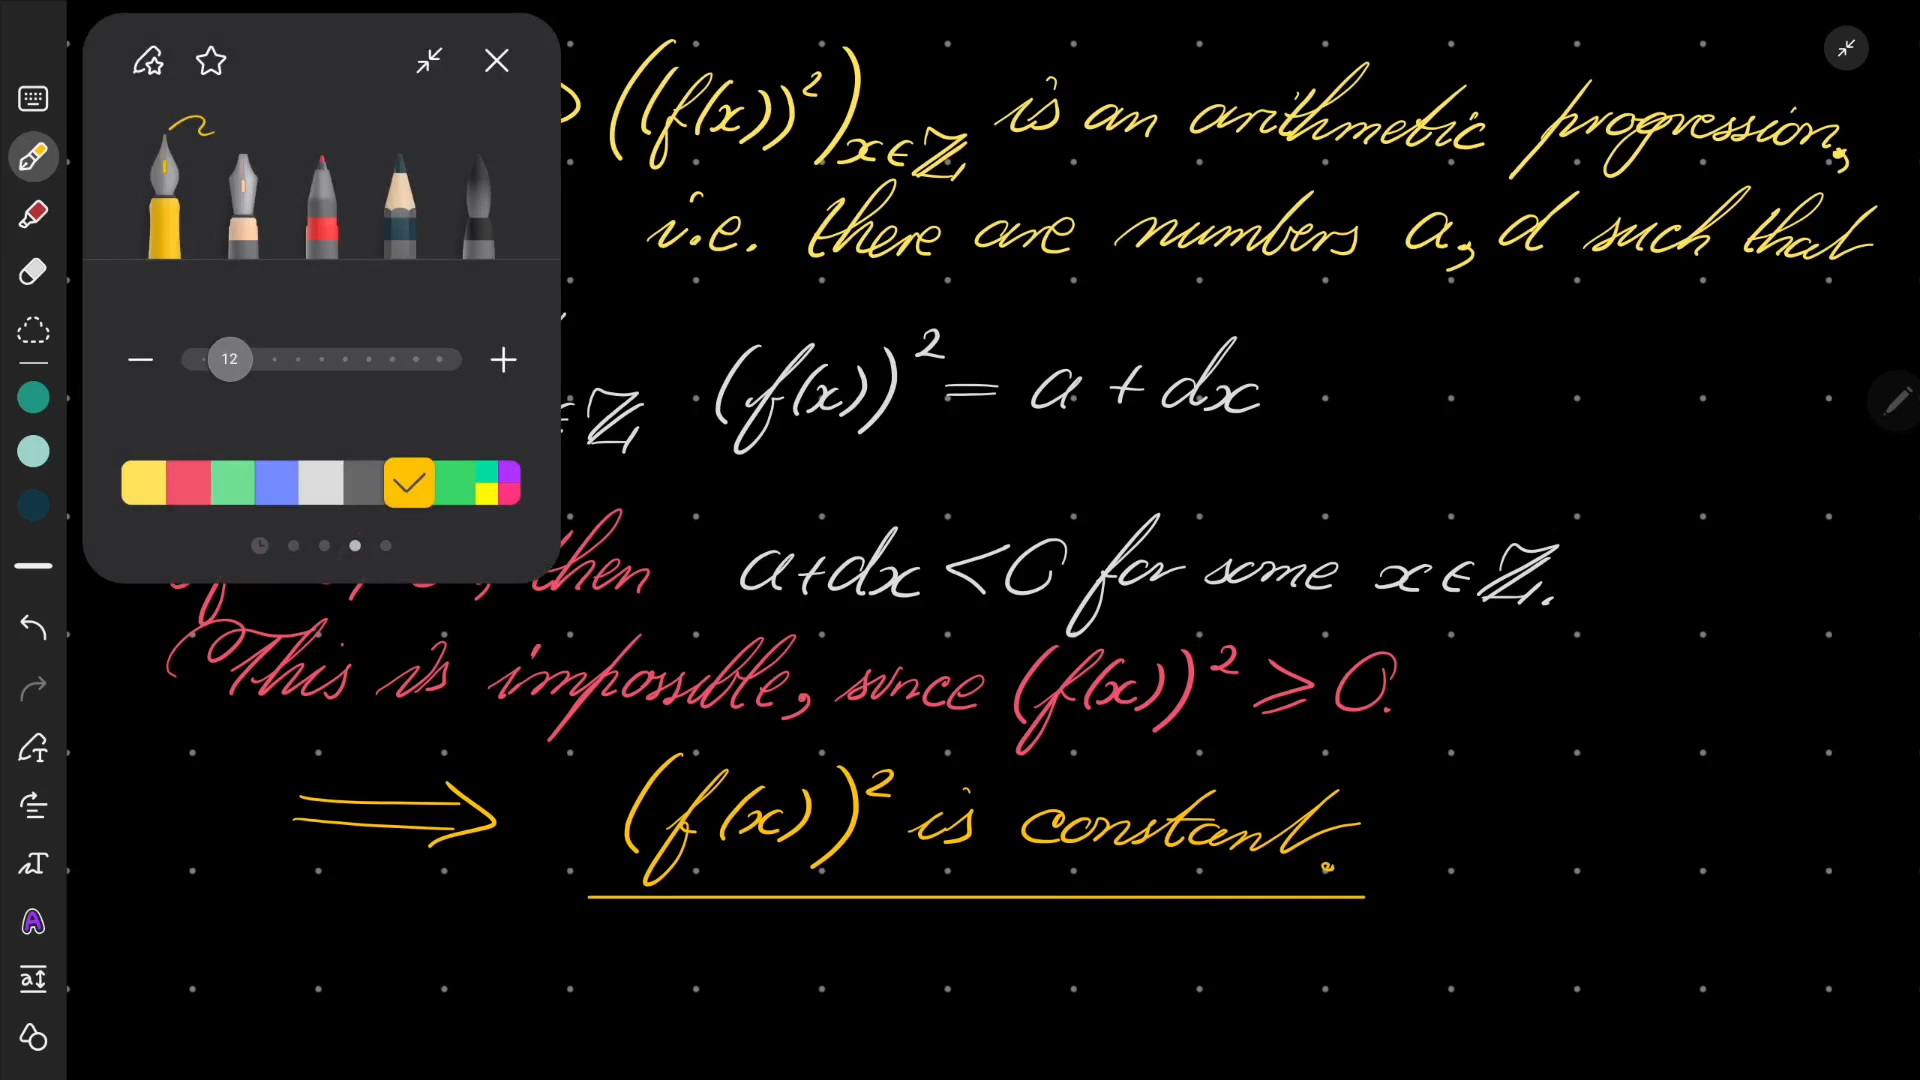 ((f(x))²)x∈ℤ is an arithmetic progression,
i.e. there are numbers a, d such that
12
∈ℤ (f(x))² = a + dx
then a+dx < 0 for some x∈ℤ.
(This is impossible, since (f(x))² ⩾ 0.
⟹ (f(x))² is constant.